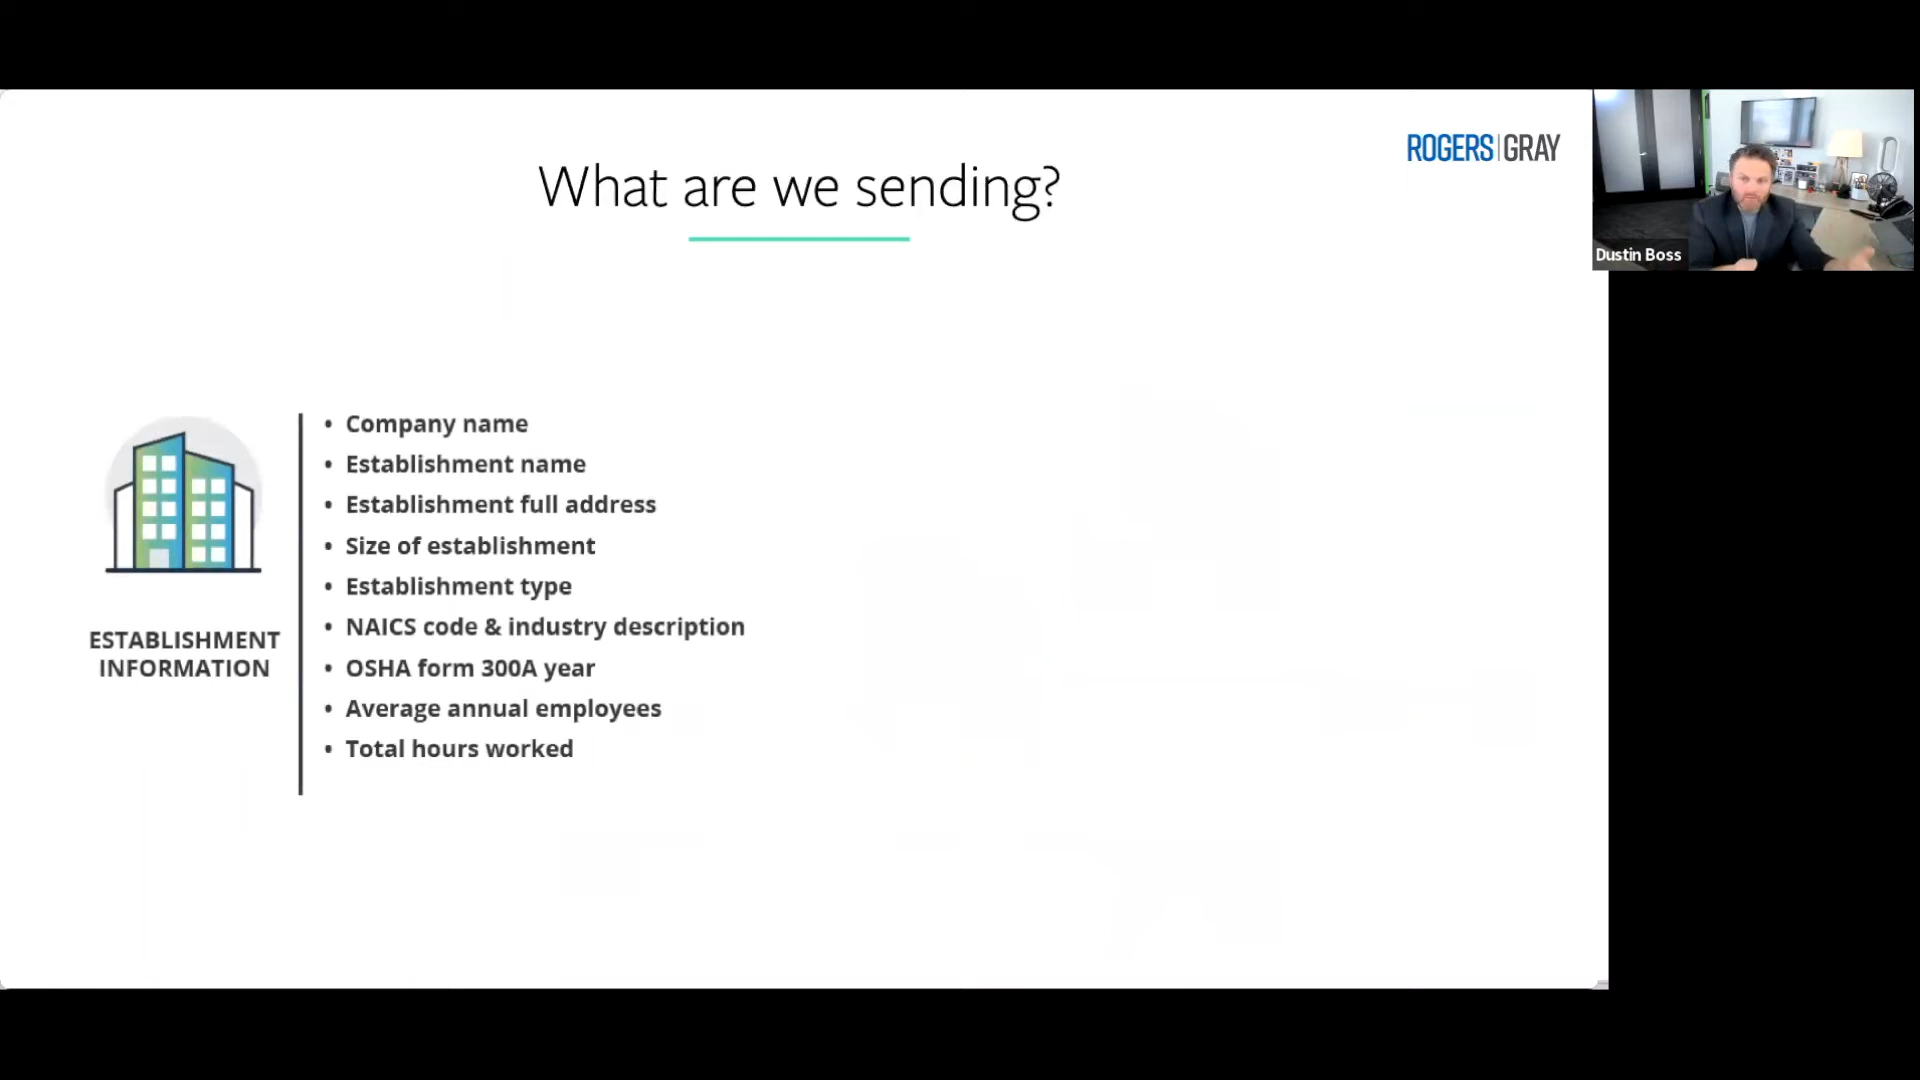 What are we sending?
ROGERS|GRAY
Dustin Boss
ESTABLISHMENT
INFORMATION
• Company name
• Establishment name
• Establishment full address
• Size of establishment
• Establishment type
• NAICS code & industry description
• OSHA form 300A year
• Average annual employees
• Total hours worked